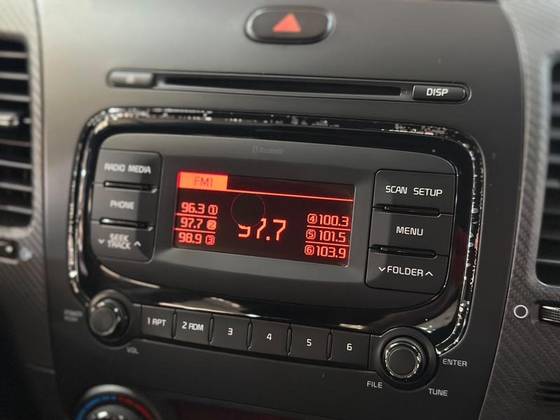 DISP
Bluetooth
RADIO MEDIA
PHONE
SEEK
TRACK
FM1
96.3 1
97.7 2
98.9 3
97.7
4 100.3
5 101.5
6 103.9
SCAN SETUP
MENU
FOLDER
1 RPT
2 RDM
3
4
5
6
VOL
ENTER
FILE
TUNE